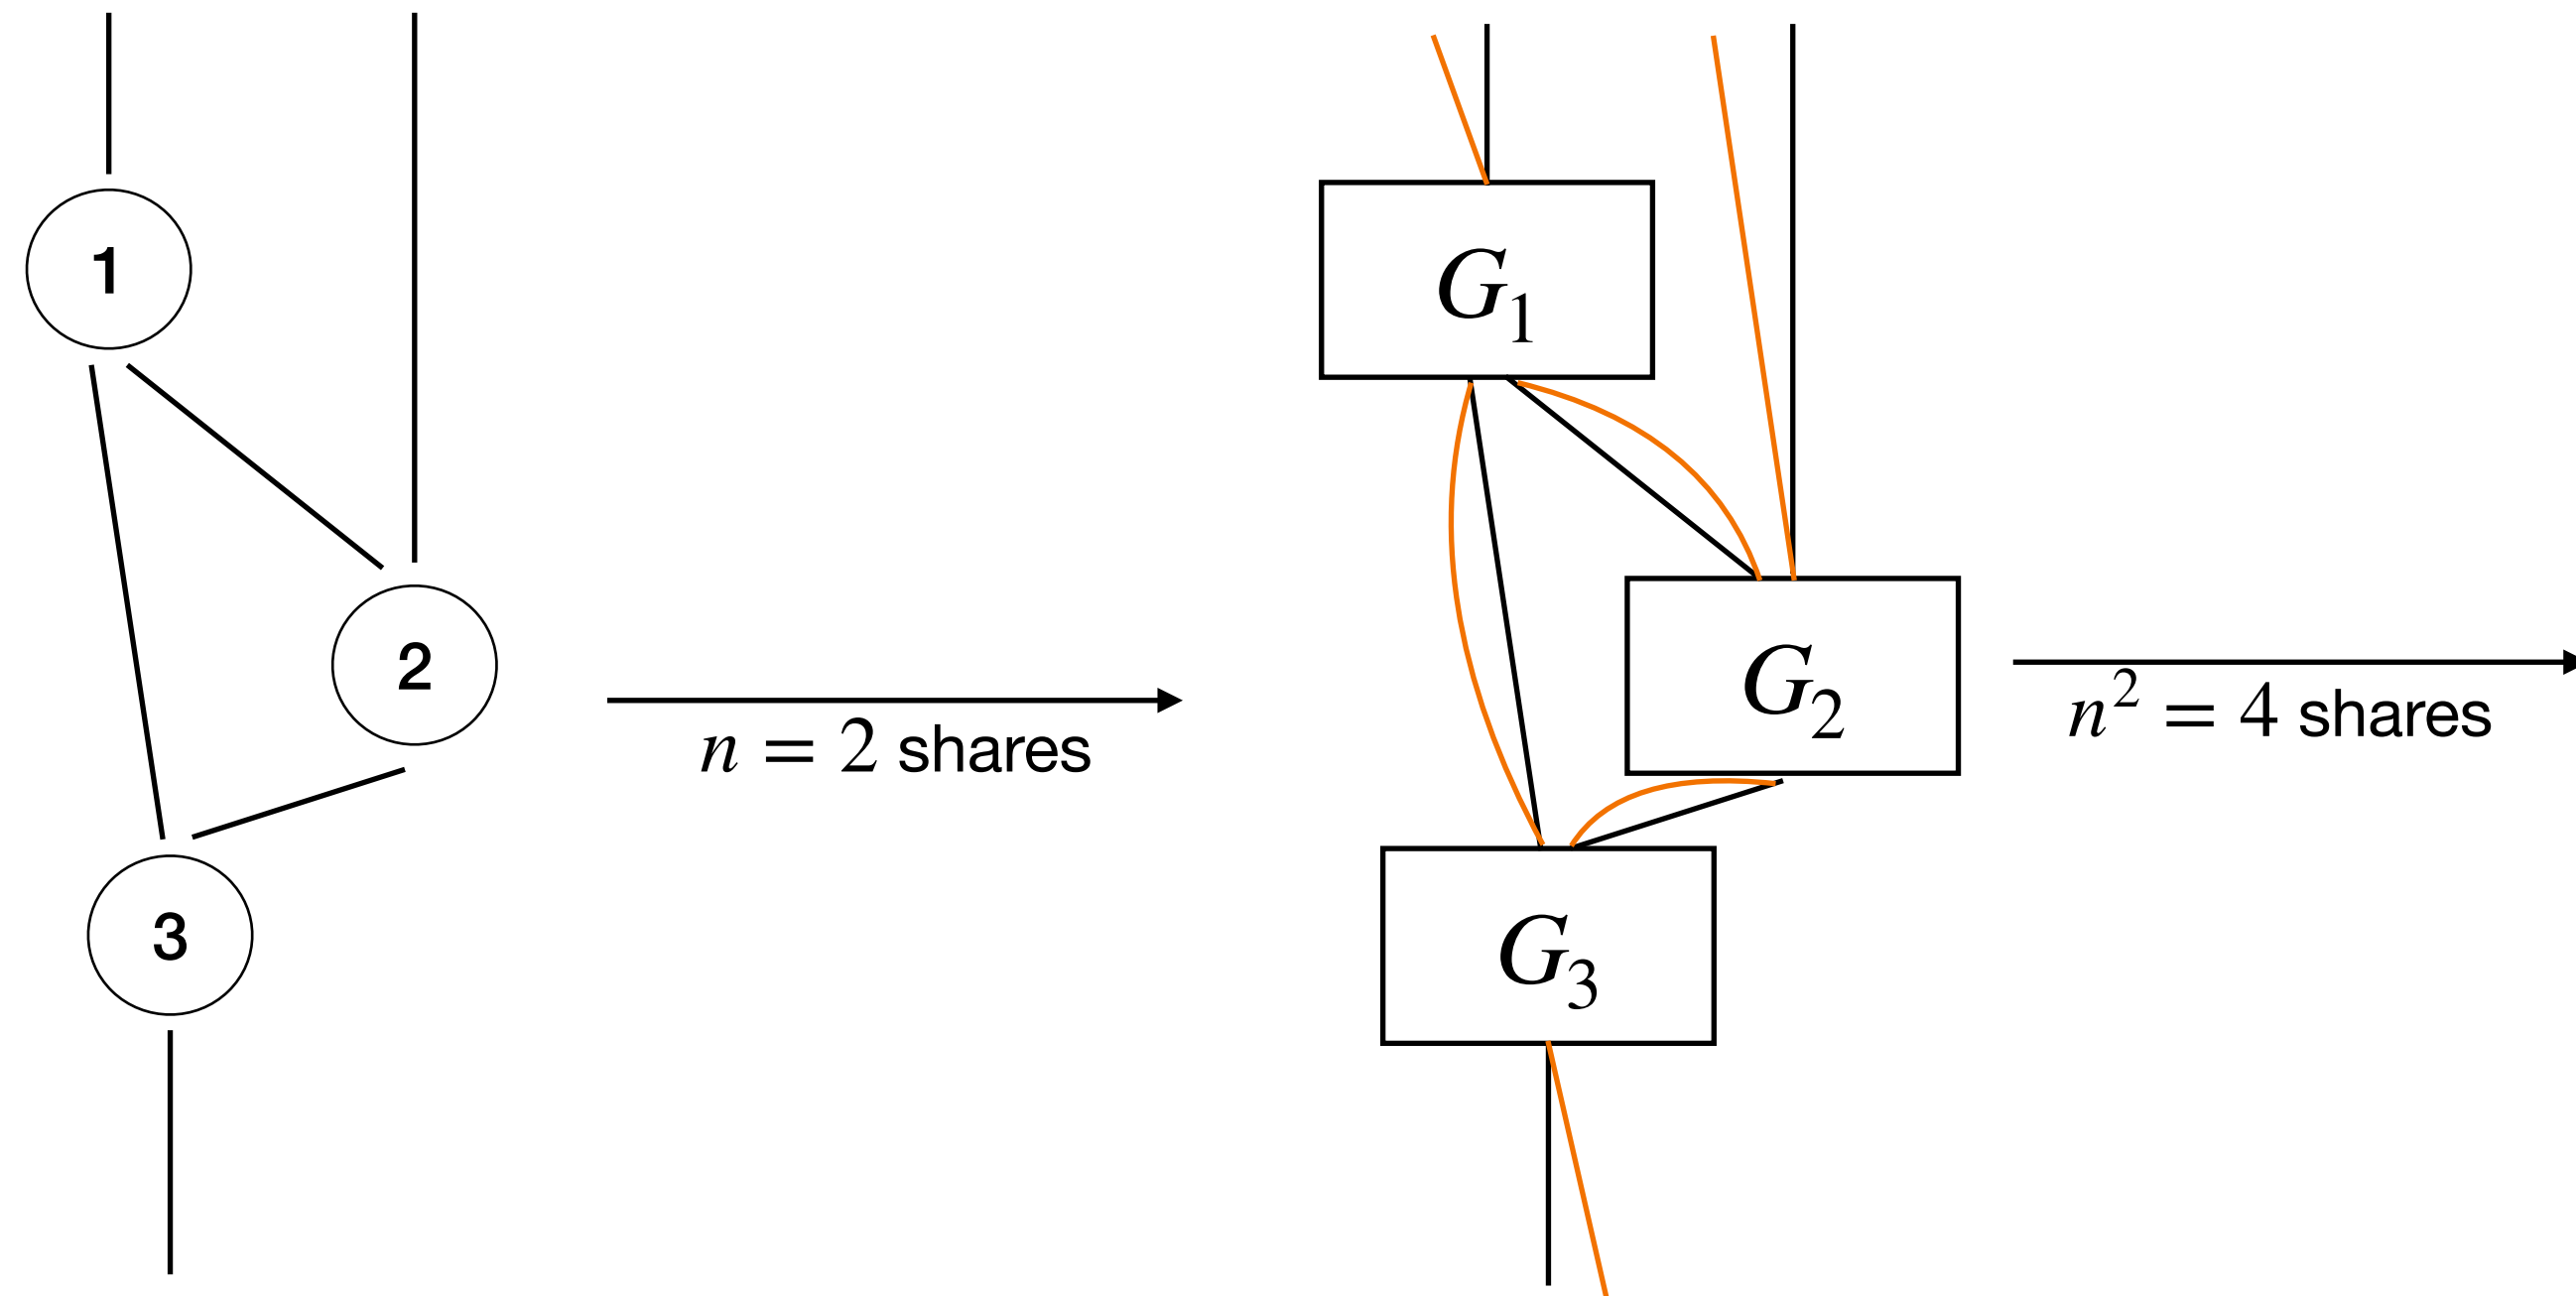 1
2
3
n = 2 shares
G₁
G₂
G₃
n² = 4 shares